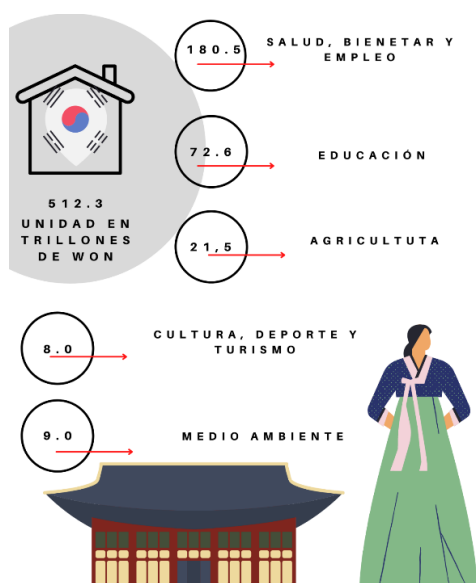 180.5
SALUD, BIENETAR Y
EMPLEO
72.6
EDUCACIÓN
512.3
UNIDAD EN
TRILLONES
DE WON
21,5
AGRICULTUTA
8.0
CULTURA, DEPORTE Y
TURISMO
9.0
MEDIO AMBIENTE